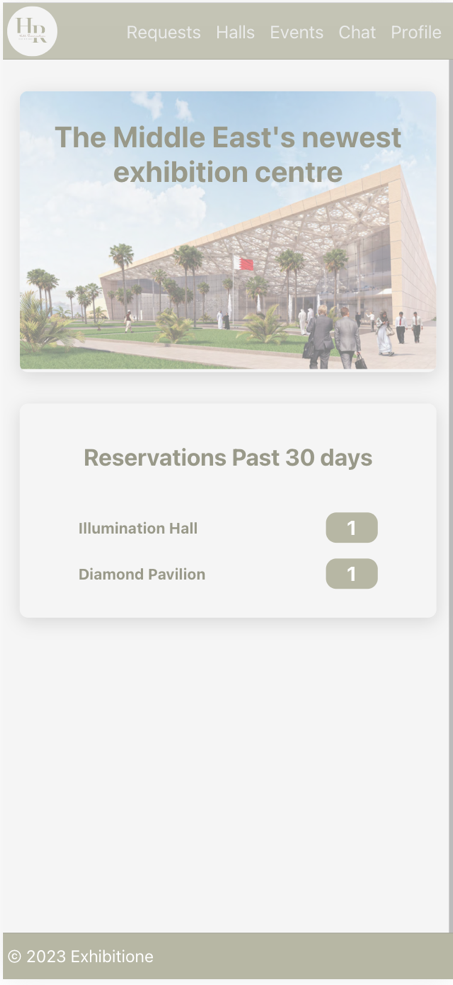 HR
Requests Halls Events Chat Profile
The Middle East's newest
exhibition centre
Reservations Past 30 days
Illumination Hall 1
Diamond Pavilion 1
© 2023 Exhibitione